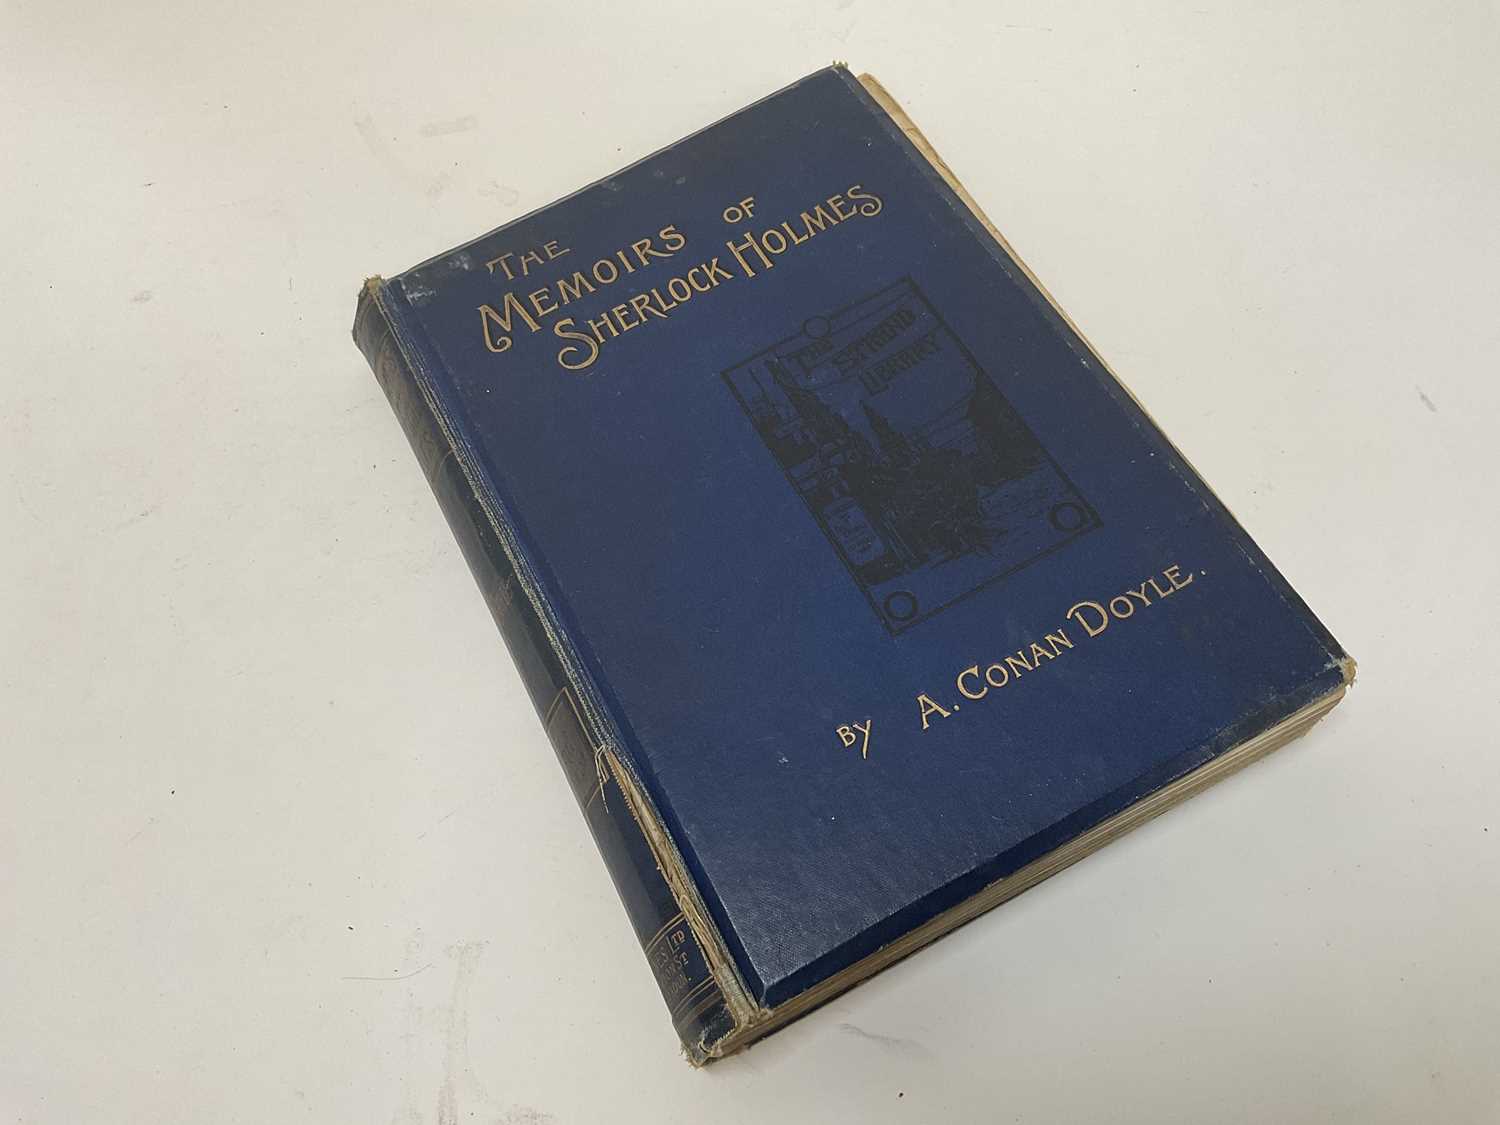 THE
MEMOIRS OF
SHERLOCK HOLMES
THE
STRAND
LIBRARY
BY A. CONAN DOYLE.